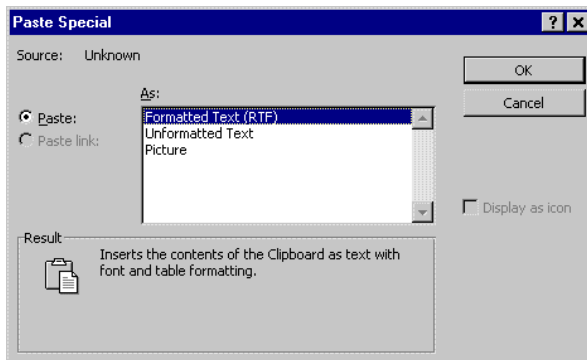 Paste Special
Source: Unknown
As:
Paste:
Paste link:
Formatted Text (RTF)
Unformatted Text
Picture
OK
Cancel
Display as icon
Result
Inserts the contents of the Clipboard as text with
font and table formatting.